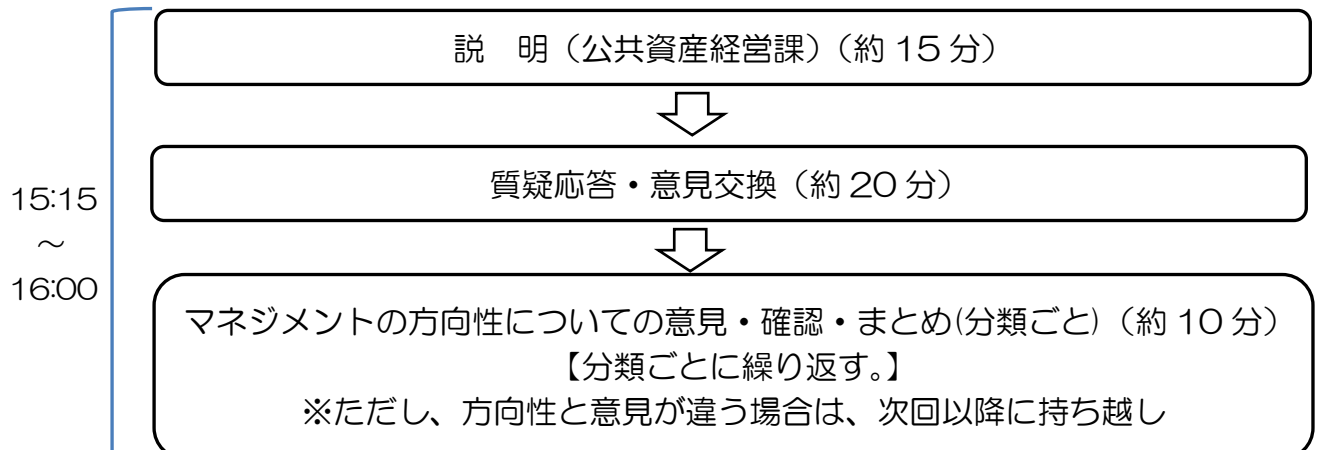 説　明（公共資産経営課）（約 15 分）
質疑応答・意見交換（約 20 分）
15:15
～
16:00
マネジメントの方向性についての意見・確認・まとめ(分類ごと)（約 10 分）
【分類ごとに繰り返す。】
※ただし、方向性と意見が違う場合は、次回以降に持ち越し